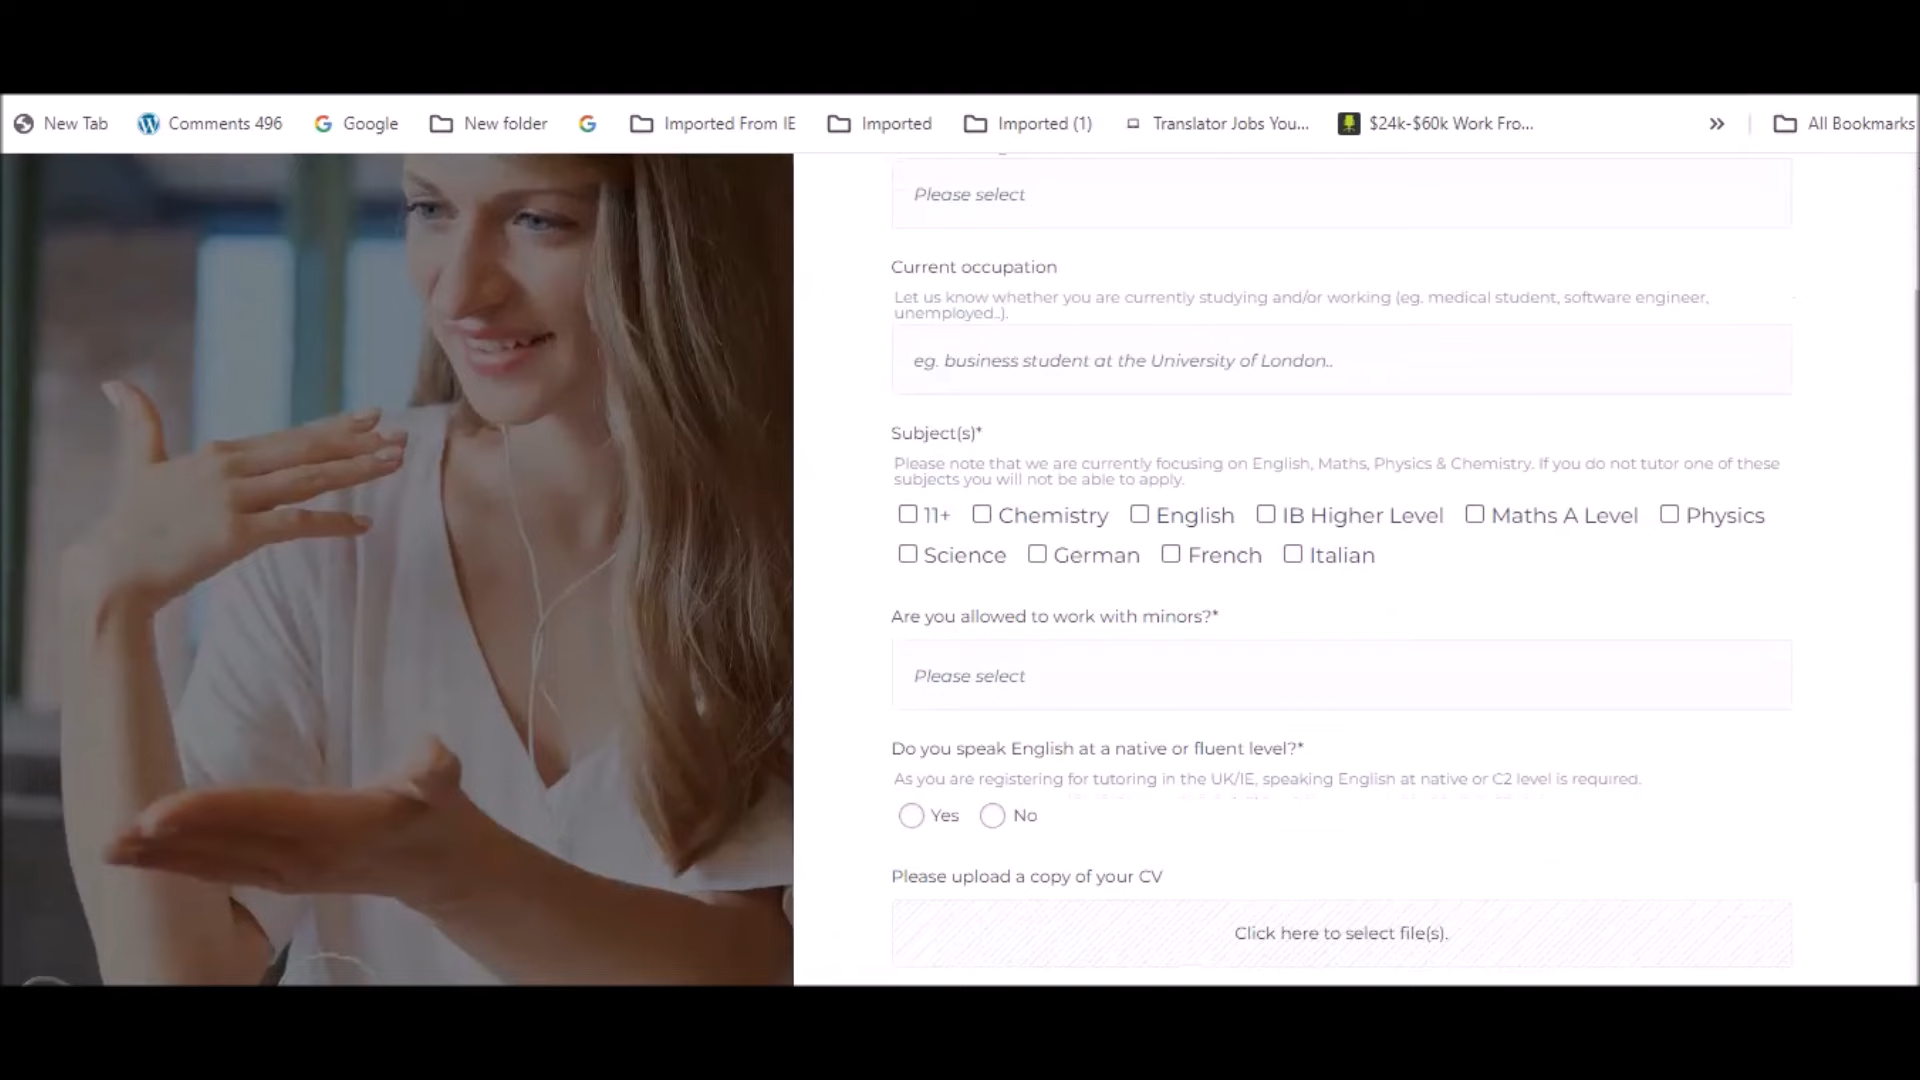 New Tab Comments 496 Google New folder Imported From IE Imported Imported (1) Translator Jobs You... $24k-$60k Work Fro... » All Bookmarks
Please select
Current occupation
Let us know whether you are currently studying and/or working (eg. medical student, software engineer,
unemployed..).
eg. business student at the University of London..
Subject(s)*
Please note that we are currently focusing on English, Maths, Physics & Chemistry. If you do not tutor one of these
subjects you will not be able to apply.
11+ Chemistry English IB Higher Level Maths A Level Physics
Science German French Italian
Are you allowed to work with minors?*
Please select
Do you speak English at a native or fluent level?*
As you are registering for tutoring in the UK/IE, speaking English at native or C2 level is required.
Yes No
Please upload a copy of your CV
Click here to select file(s).